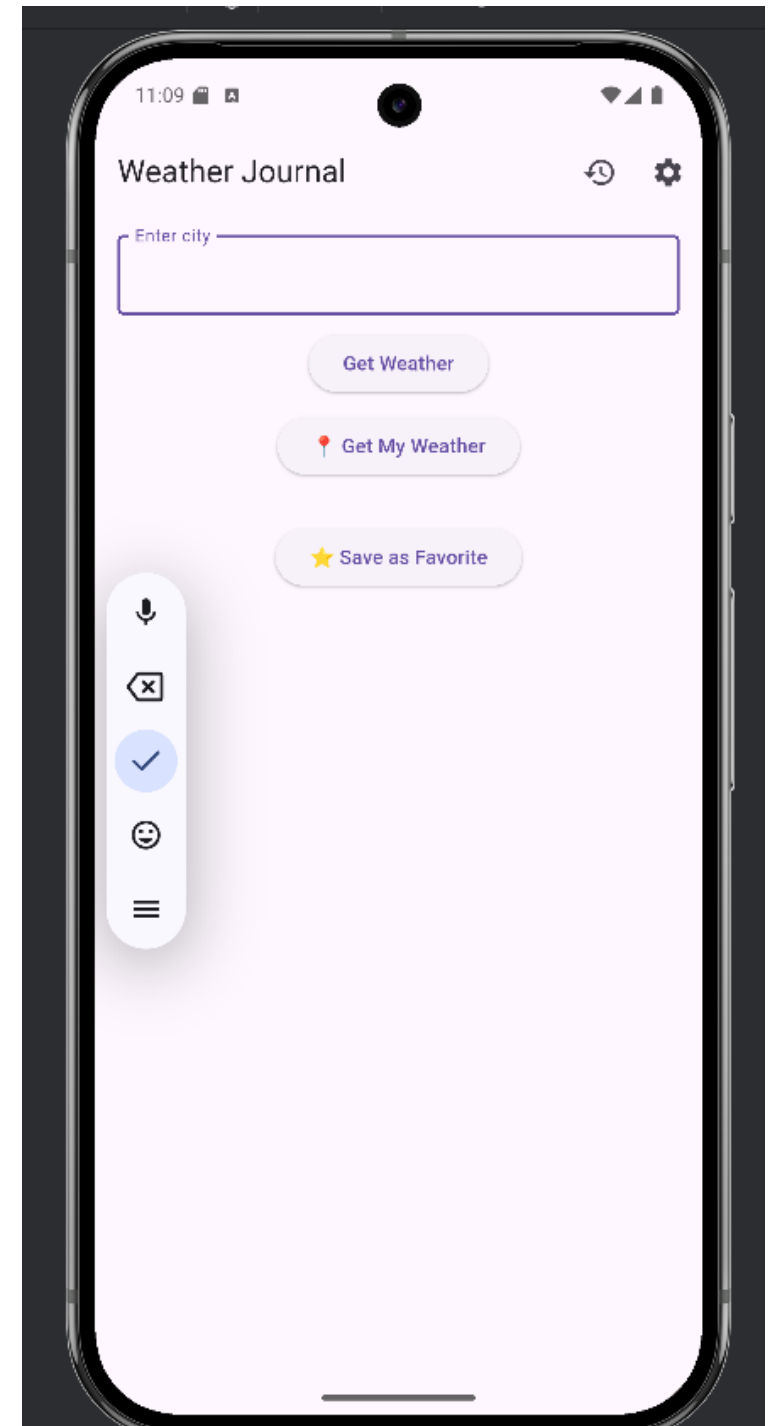 11:09
Weather Journal
Enter city
Get Weather
📍 Get My Weather
⭐ Save as Favorite